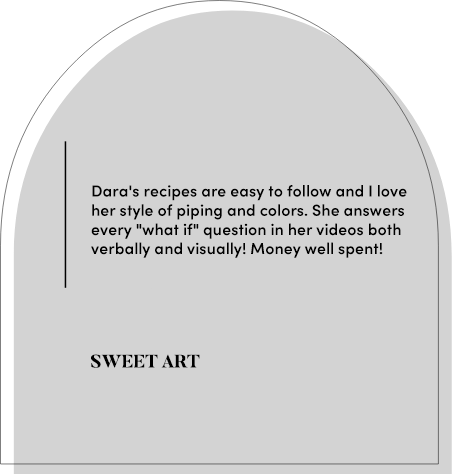 Dara's recipes are easy to follow and I love
her style of piping and colors. She answers
every "what if" question in her videos both
verbally and visually! Money well spent!
SWEET ART